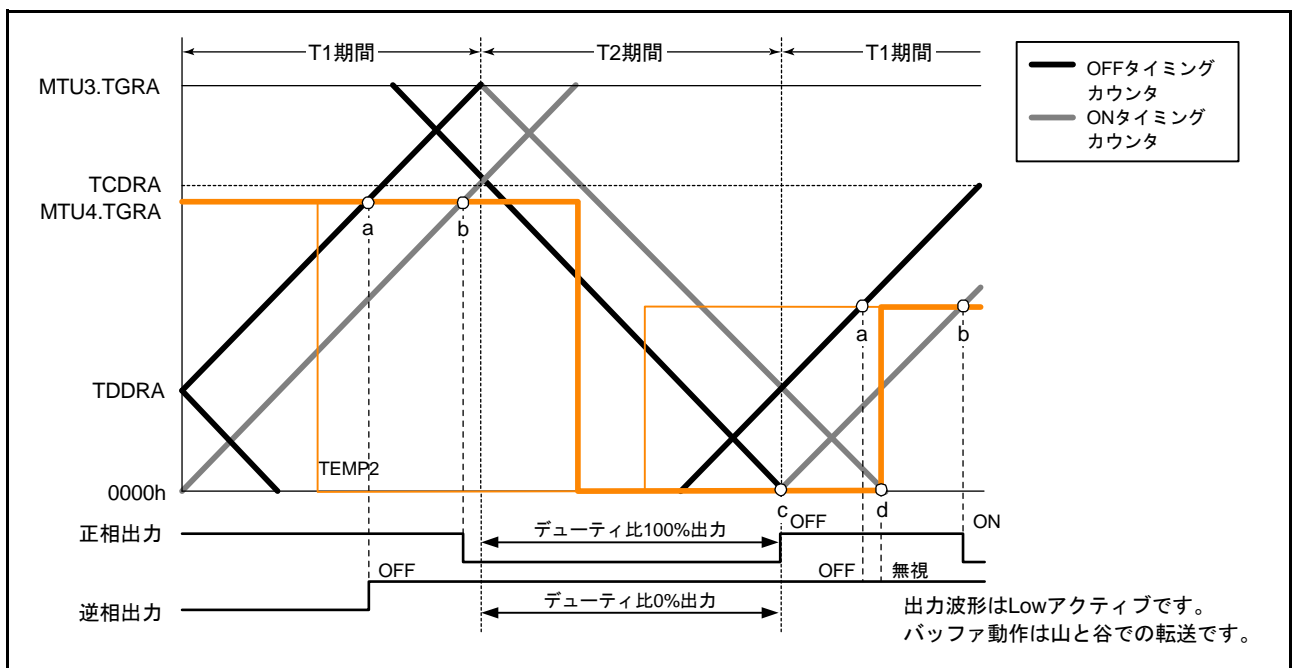 T1期間
T2期間
T1期間
OFFタイミング
カウンタ
ONタイミング
カウンタ
MTU3.TGRA
TCDRA
MTU4.TGRA
a
b
a
b
TDDRA
TEMP2
0000h
c
d
正相出力
デューティ比100%出力
OFF
ON
OFF
OFF
無視
逆相出力
デューティ比0%出力
出力波形はLowアクティブです。
バッファ動作は山と谷での転送です。